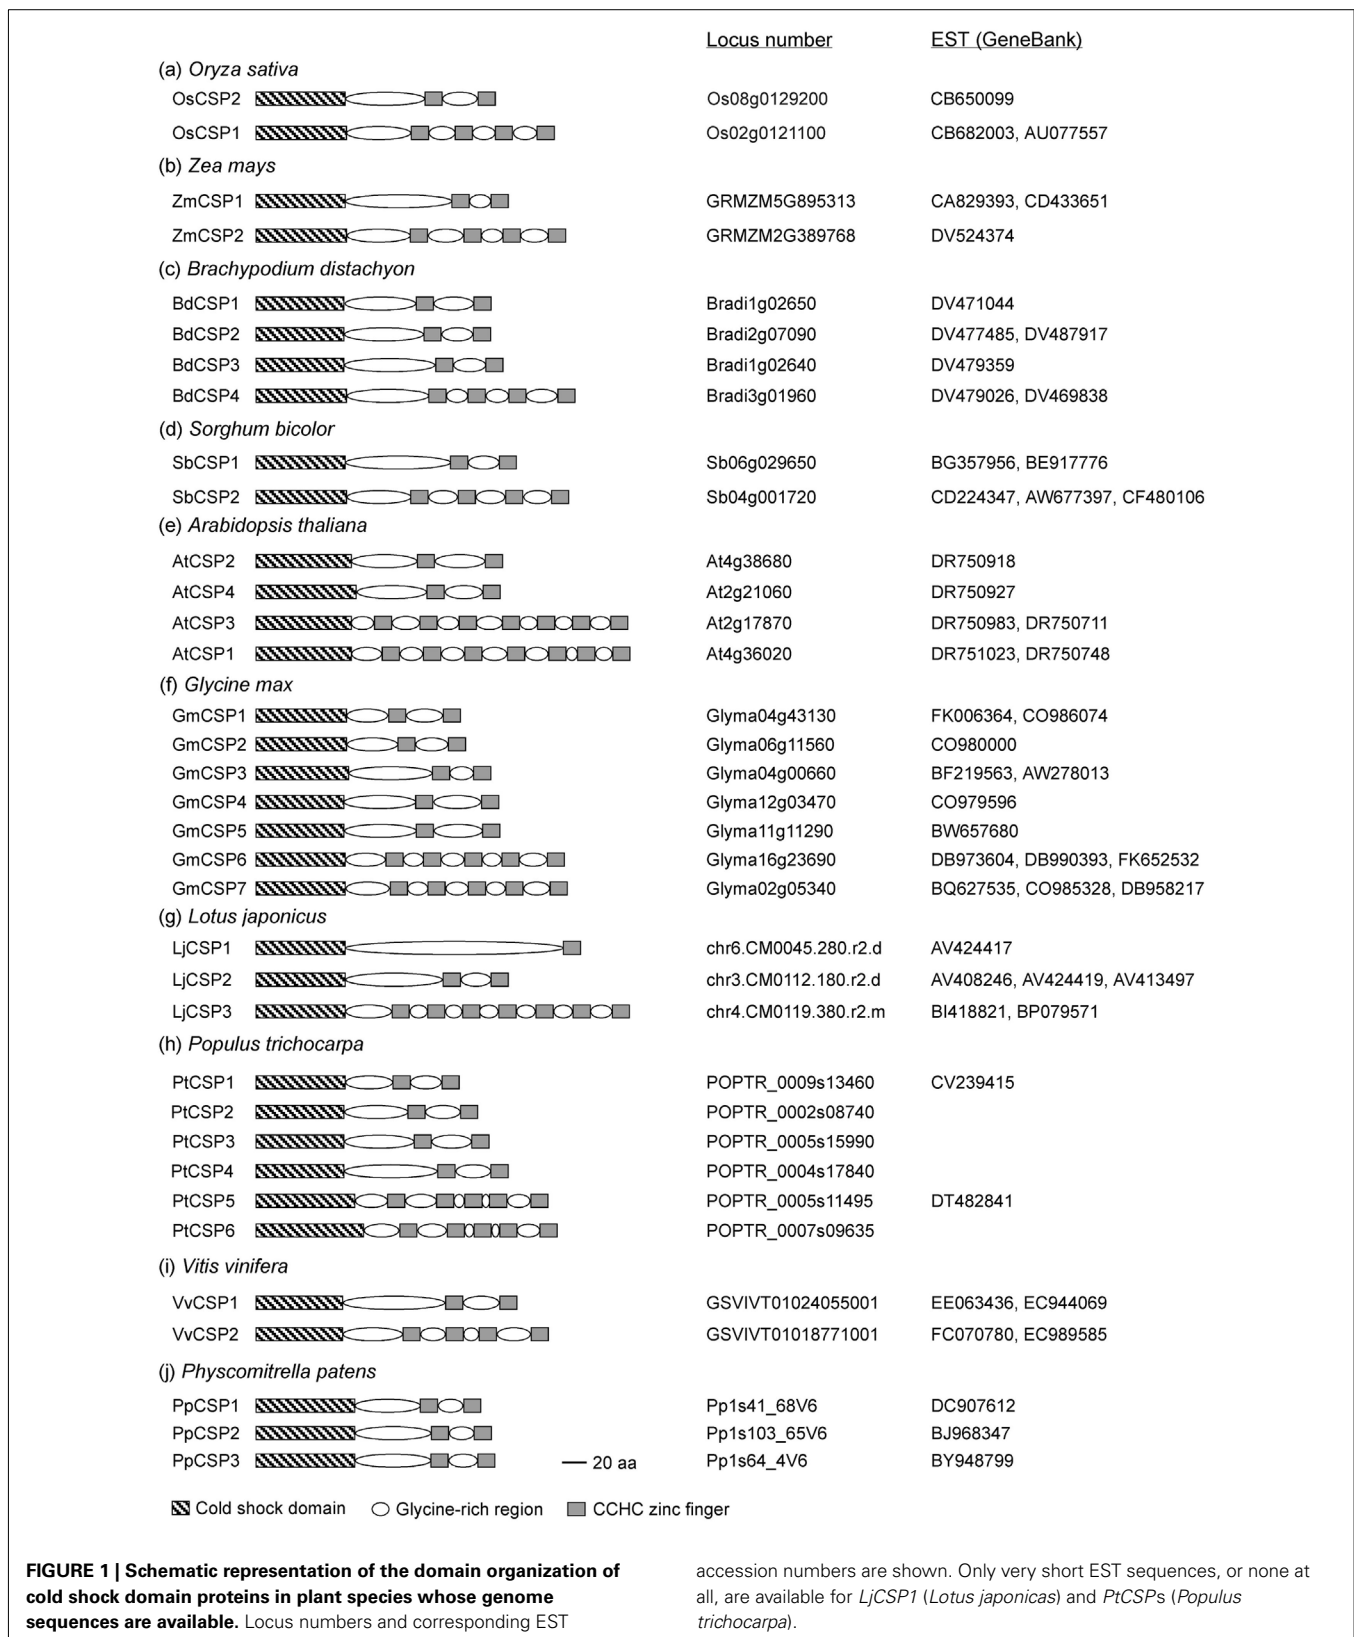 Locus number EST (GeneBank)
(a) Oryza sativa
OsCSP2 Os08g0129200 CB650099
OsCSP1 Os02g0121100 CB682003, AU077557
(b) Zea mays
ZmCSP1 GRMZM5G895313 CA829393, CD433651
ZmCSP2 GRMZM2G389768 DV524374
(c) Brachypodium distachyon
BdCSP1 Bradi1g02650 DV471044
BdCSP2 Bradi2g07090 DV477485, DV487917
BdCSP3 Bradi1g02640 DV479359
BdCSP4 Bradi3g01960 DV479026, DV469838
(d) Sorghum bicolor
SbCSP1 Sb06g029650 BG357956, BE917776
SbCSP2 Sb04g001720 CD224347, AW677397, CF480106
(e) Arabidopsis thaliana
AtCSP2 At4g38680 DR750918
AtCSP4 At2g21060 DR750927
AtCSP3 At2g17870 DR750983, DR750711
AtCSP1 At4g36020 DR751023, DR750748
(f) Glycine max
GmCSP1 Glyma04g43130 FK006364, CO986074
GmCSP2 Glyma06g11560 CO980000
GmCSP3 Glyma04g00660 BF219563, AW278013
GmCSP4 Glyma12g03470 CO979596
GmCSP5 Glyma11g11290 BW657680
GmCSP6 Glyma16g23690 DB973604, DB990393, FK652532
GmCSP7 Glyma02g05340 BQ627535, CO985328, DB958217
(g) Lotus japonicus
LjCSP1 chr6.CM0045.280.r2.d AV424417
LjCSP2 chr3.CM0112.180.r2.d AV408246, AV424419, AV413497
LjCSP3 chr4.CM0119.380.r2.m BI418821, BP079571
(h) Populus trichocarpa
PtCSP1 POPTR_0009s13460 CV239415
PtCSP2 POPTR_0002s08740
PtCSP3 POPTR_0005s15990
PtCSP4 POPTR_0004s17840
PtCSP5 POPTR_0005s11495 DT482841
PtCSP6 POPTR_0007s09635
(i) Vitis vinifera
VvCSP1 GSVIVT01024055001 EE063436, EC944069
VvCSP2 GSVIVT01018771001 FC070780, EC989585
(j) Physcomitrella patens
PpCSP1 Pp1s41_68V6 DC907612
PpCSP2 Pp1s103_65V6 BJ968347
PpCSP3 20 aa Pp1s64_4V6 BY948799
Cold shock domain Glycine-rich region CCHC zinc finger
FIGURE 1 | Schematic representation of the domain organization of
cold shock domain proteins in plant species whose genome
sequences are available. Locus numbers and corresponding EST
accession numbers are shown. Only very short EST sequences, or none at
all, are available for LjCSP1 (Lotus japonicas) and PtCSPs (Populus
trichocarpa).